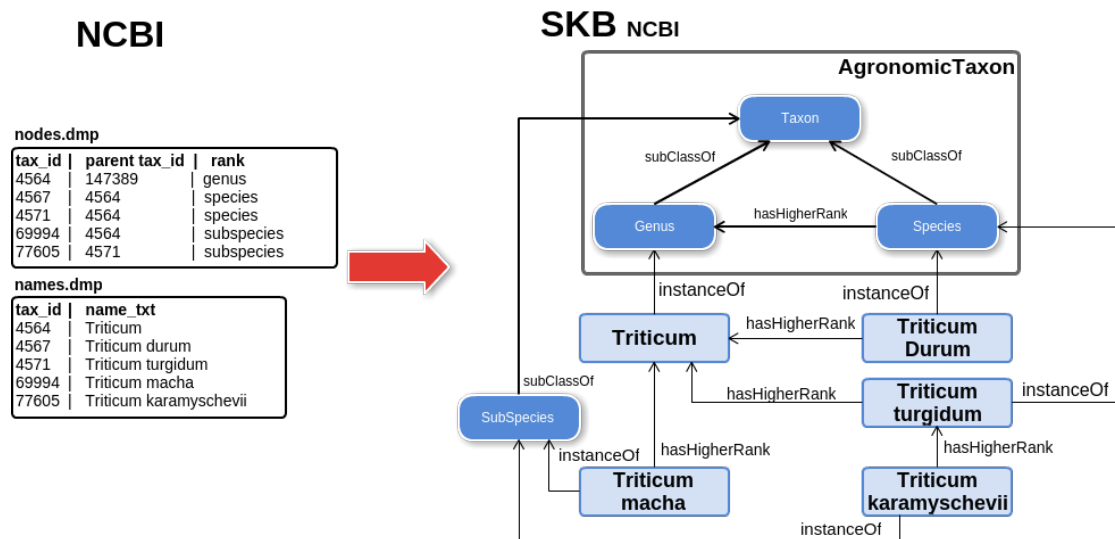 NCBI
SKB NCBI
AgronomicTaxon
Taxon
subClassOf
subClassOf
Genus
hasHigherRank
Species
nodes.dmp
tax_id | parent tax_id | rank
4564 | 147389 | genus
4567 | 4564 | species
4571 | 4564 | species
69994 | 4564 | subspecies
77605 | 4571 | subspecies
names.dmp
tax_id | name_txt
4564 | Triticum
4567 | Triticum durum
4571 | Triticum turgidum
69994 | Triticum macha
77605 | Triticum karamyschevii
instanceOf
instanceOf
Triticum
hasHigherRank
Triticum
Durum
subClassOf
hasHigherRank
Triticum
turgidum
instanceOf
SubSpecies
instanceOf
hasHigherRank
hasHigherRank
Triticum
macha
Triticum
karamyschevii
instanceOf